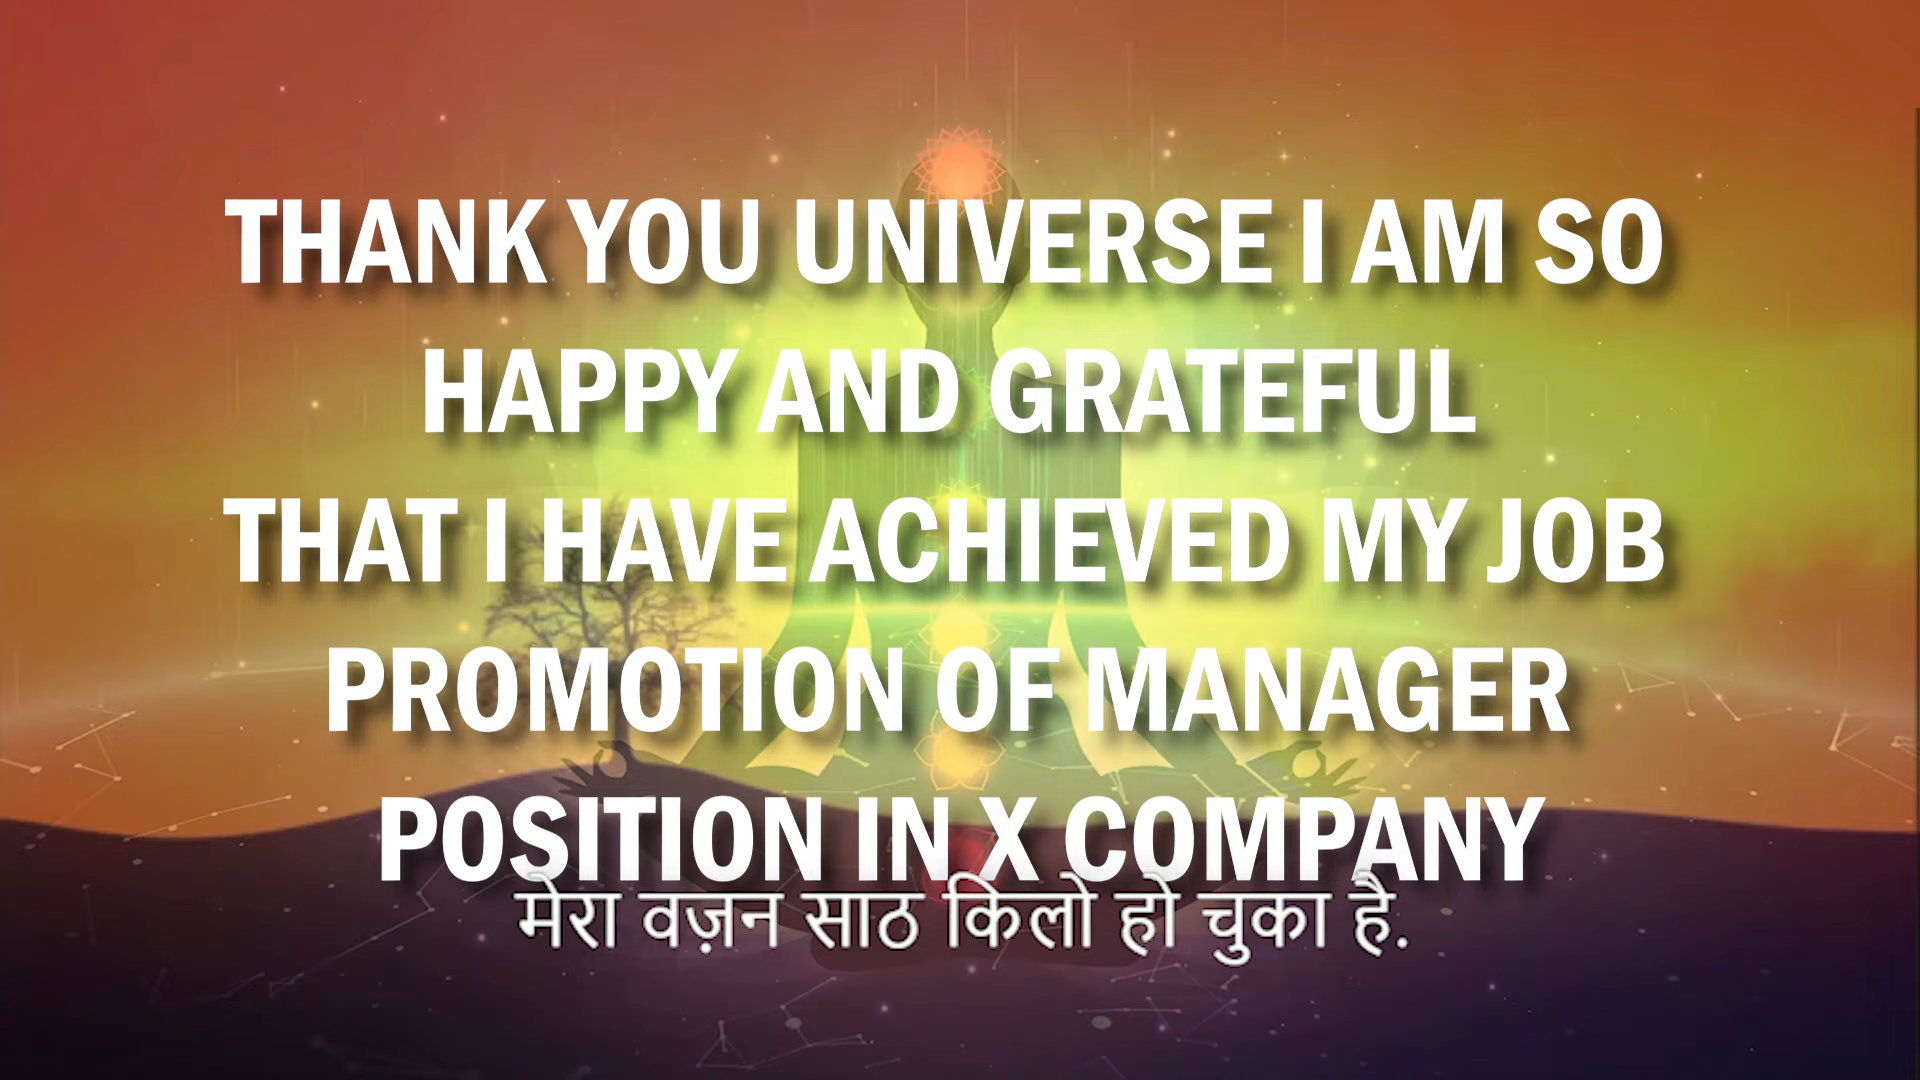 THANK YOU UNIVERSE I AM SO
HAPPY AND GRATEFUL
THAT I HAVE ACHIEVED MY JOB
PROMOTION OF MANAGER
POSITION IN X COMPANY
मेरा वज़न साठ किलो हो चुका है.